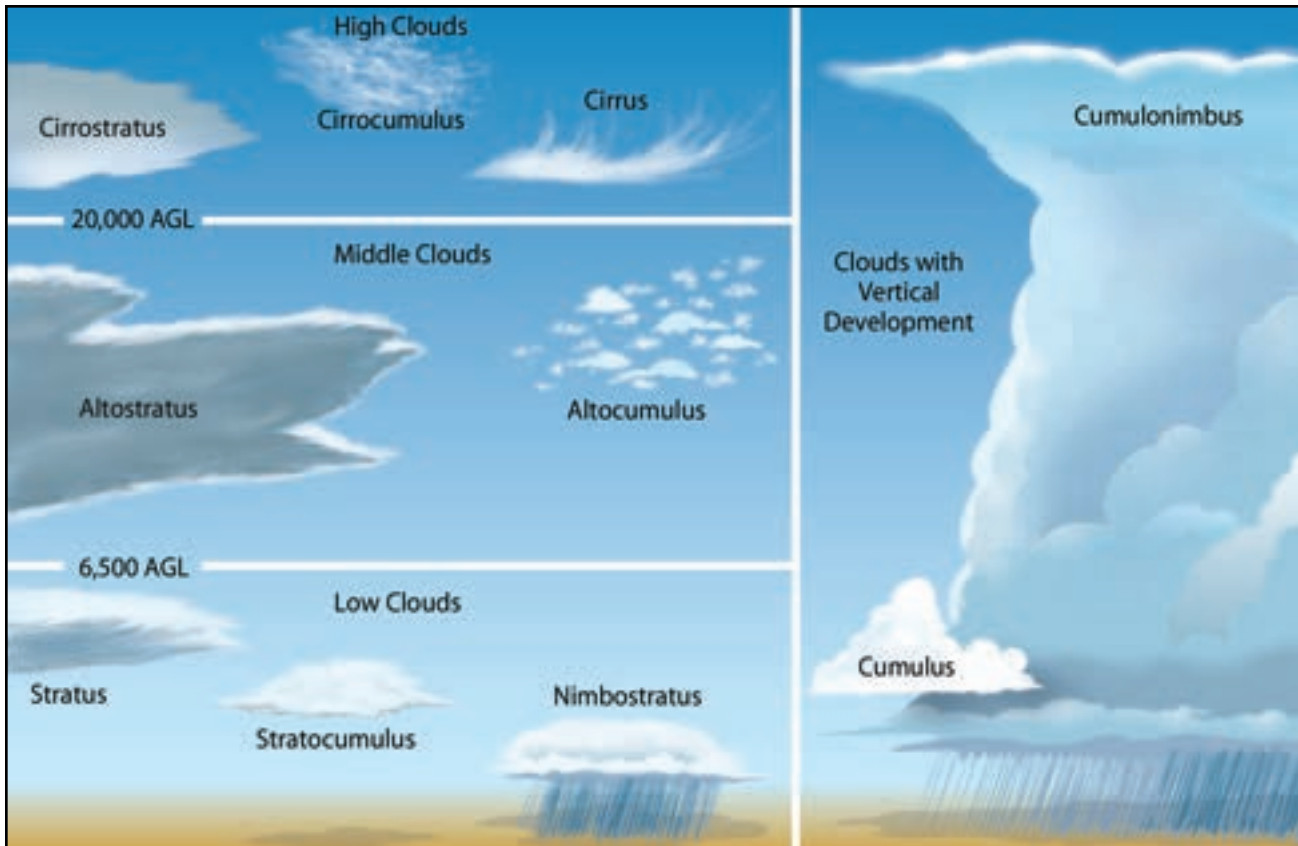 High Clouds
Cirrostratus
Cirrocumulus
Cirrus
20,000 AGL
Middle Clouds
Altostratus
Altocumulus
6,500 AGL
Low Clouds
Stratus
Stratocumulus
Nimbostratus
Cumulonimbus
Clouds with
Vertical
Development
Cumulus